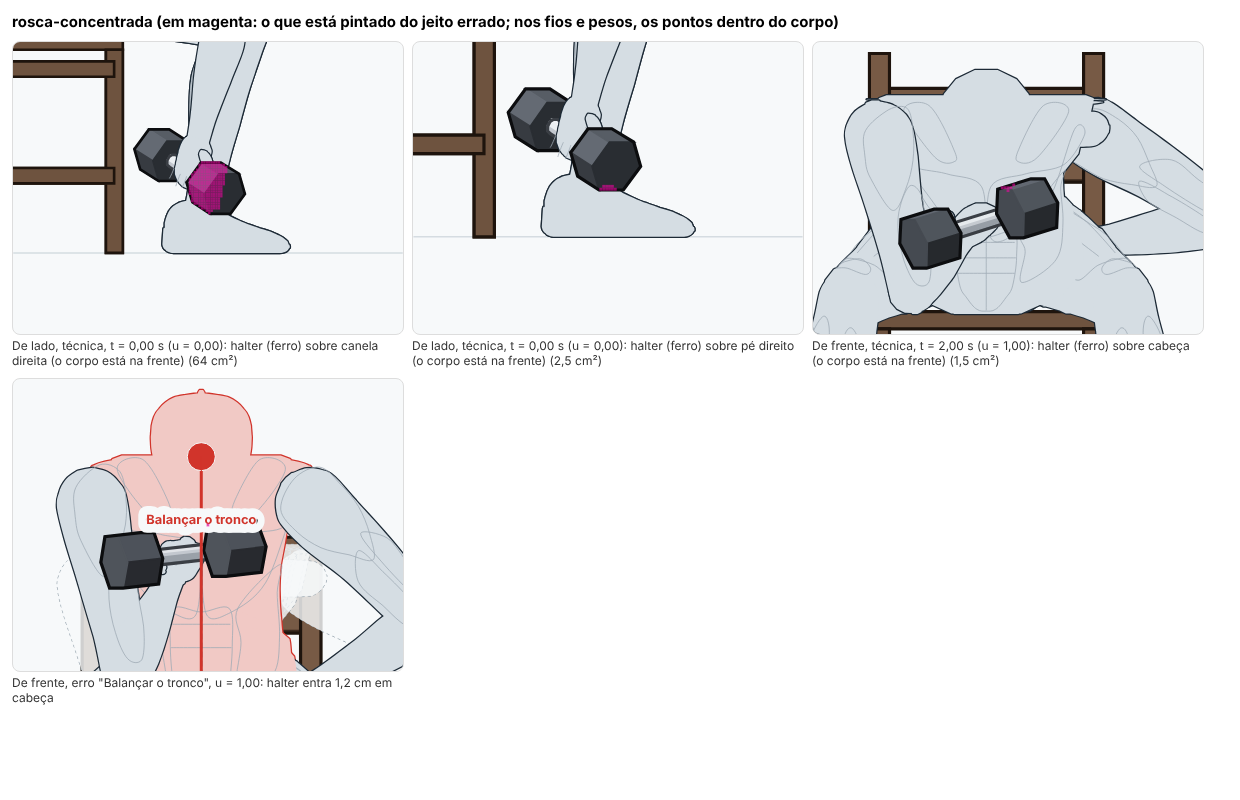 rosca-concentrada (em magenta: o que está pintado do jeito errado; nos fios e pesos, os pontos dentro do corpo)
De lado, técnica, t = 0,00 s (u = 0,00): halter (ferro) sobre canela
direita (o corpo está na frente) (64 cm²)
De lado, técnica, t = 0,00 s (u = 0,00): halter (ferro) sobre pé direito
(o corpo está na frente) (2,5 cm²)
De frente, técnica, t = 2,00 s (u = 1,00): halter (ferro) sobre cabeça
(o corpo está na frente) (1,5 cm²)
Balançar o tronco
De frente, erro "Balançar o tronco", u = 1,00: halter entra 1,2 cm em
cabeça